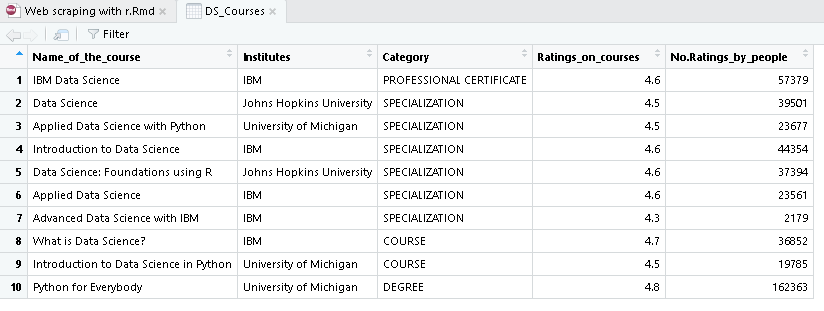 Web scraping with r.Rmd DS_Courses
Filter
Name_of_the_course Institutes Category Ratings_on_courses No.Ratings_by_people
1 IBM Data Science IBM PROFESSIONAL CERTIFICATE 4.6 57379
2 Data Science Johns Hopkins University SPECIALIZATION 4.5 39501
3 Applied Data Science with Python University of Michigan SPECIALIZATION 4.5 23677
4 Introduction to Data Science IBM SPECIALIZATION 4.6 44354
5 Data Science: Foundations using R Johns Hopkins University SPECIALIZATION 4.6 37394
6 Applied Data Science IBM SPECIALIZATION 4.6 23561
7 Advanced Data Science with IBM IBM SPECIALIZATION 4.3 2179
8 What is Data Science? IBM COURSE 4.7 36852
9 Introduction to Data Science in Python University of Michigan COURSE 4.5 19785
10 Python for Everybody University of Michigan DEGREE 4.8 162363